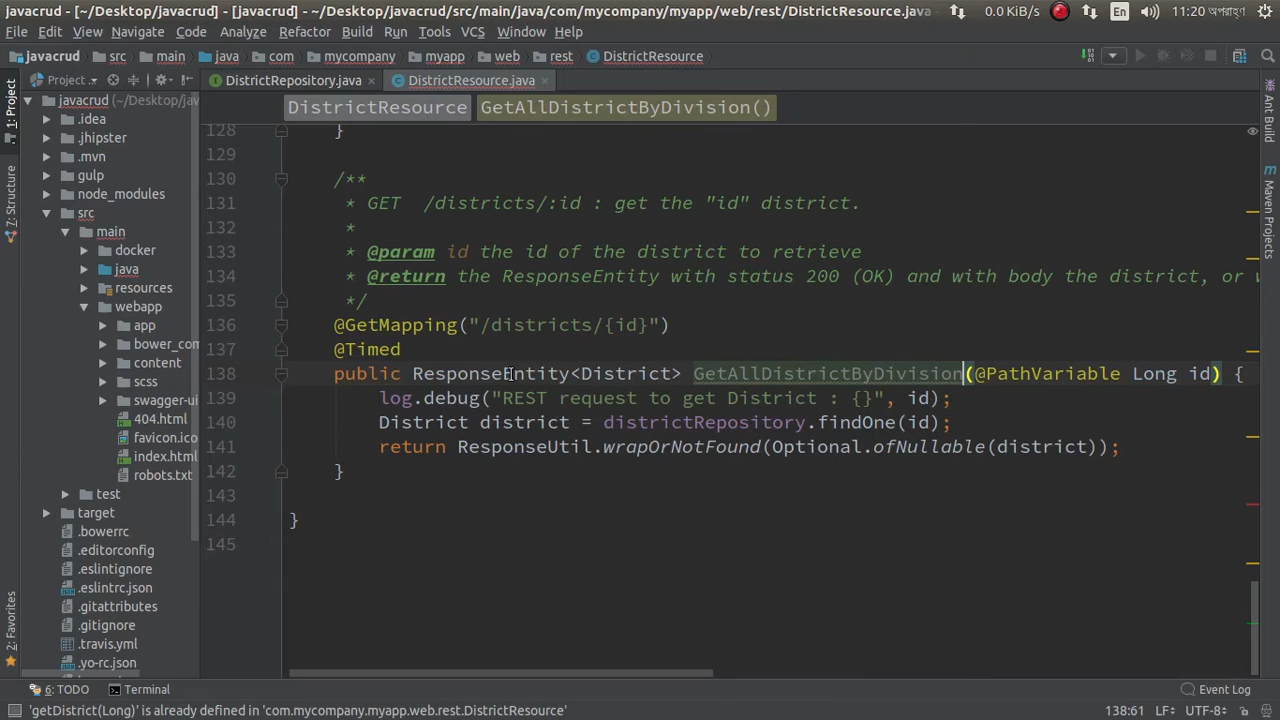 javacrud - [~/Desktop/javacrud] - [javacrud] - ~/Desktop/javacrud/src/main/java/com/mycompany/myapp/web/rest/DistrictResource.java 0.0 KiB/s En 11:20 অপরাহ্ণ
File Edit View Navigate Code Analyze Refactor Build Run Tools VCS Window Help
javacrud src main java com mycompany myapp web rest DistrictResource
Project DistrictRepository.java DistrictResource.java
DistrictResource GetAllDistrictByDivision()
1: Project
7: Structure
2: Favorites
javacrud (~/Desktop/jav
.idea
.jhipster
.mvn
gulp
node_modules
src
main
docker
java
resources
webapp
app
bower_com
content
scss
swagger-u
404.html
favicon.ico
index.html
robots.txt
test
target
.bowerrc
.editorconfig
.eslintignore
.eslintrc.json
.gitattributes
.gitignore
.travis.yml
.yo-rc.json
128 }
129
130 /**
131 * GET /districts/:id : get the "id" district.
132 *
133 * @param id the id of the district to retrieve
134 * @return the ResponseEntity with status 200 (OK) and with body the district, or w
135 */
136 @GetMapping("/districts/{id}")
137 @Timed
138 public ResponseEntity<District> GetAllDistrictByDivision(@PathVariable Long id) {
139 log.debug("REST request to get District : {}", id);
140 District district = districtRepository.findOne(id);
141 return ResponseUtil.wrapOrNotFound(Optional.ofNullable(district));
142 }
143
144 }
145
Ant Build
Maven Projects
6: TODO Terminal Event Log
'getDistrict(Long)' is already defined in 'com.mycompany.myapp.web.rest.DistrictResource' 138:61 LF÷ UTF-8÷